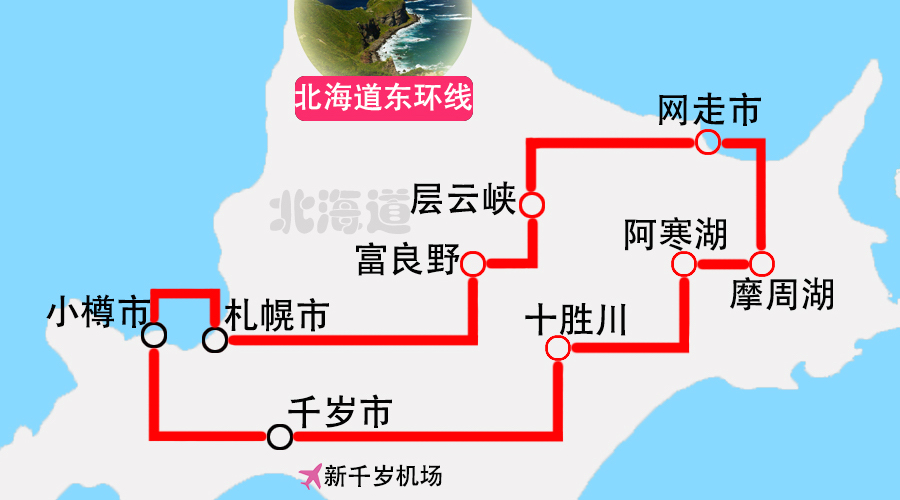 北海道东环线
网走市
层云峡
北海道
阿寒湖
富良野
摩周湖
小樽市
札幌市
十胜川
千岁市
新千岁机场